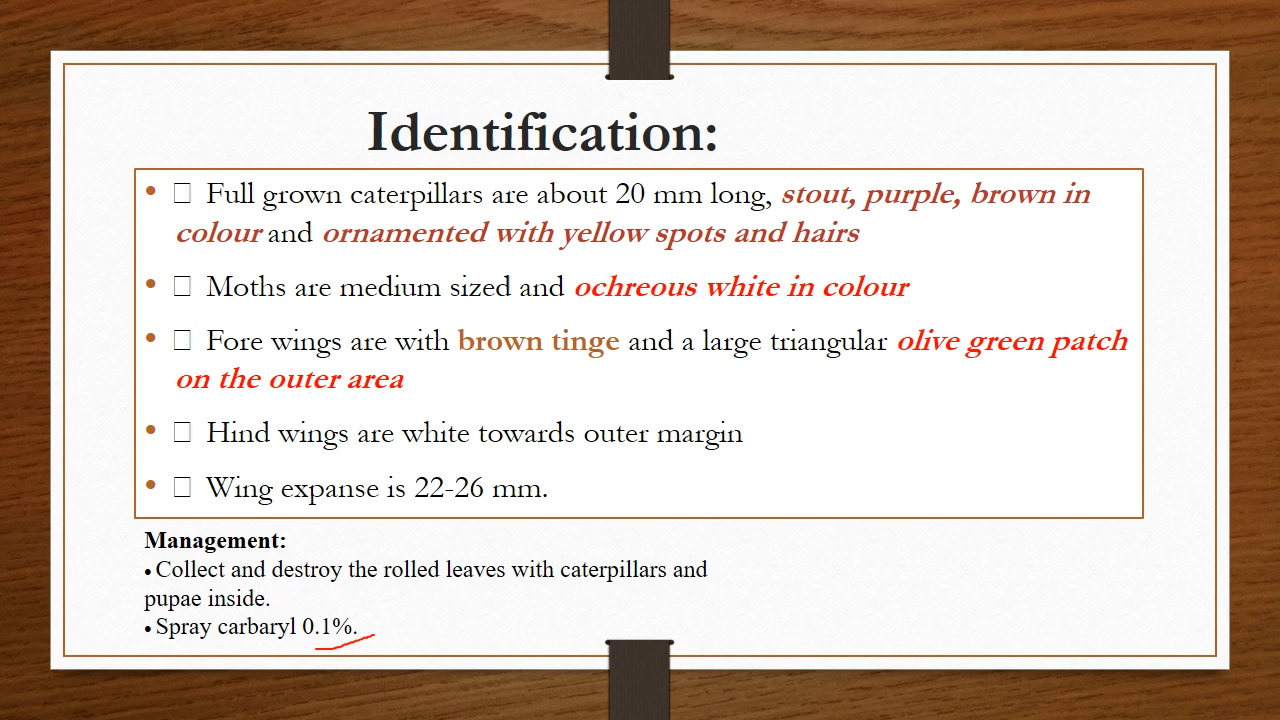 Identification:
• □ Full grown caterpillars are about 20 mm long, stout, purple, brown in
colour and ornamented with yellow spots and hairs
• □ Moths are medium sized and ochreous white in colour
• □ Fore wings are with brown tinge and a large triangular olive green patch
on the outer area
• □ Hind wings are white towards outer margin
• □ Wing expanse is 22-26 mm.
Management:
• Collect and destroy the rolled leaves with caterpillars and
pupae inside.
• Spray carbaryl 0.1%.